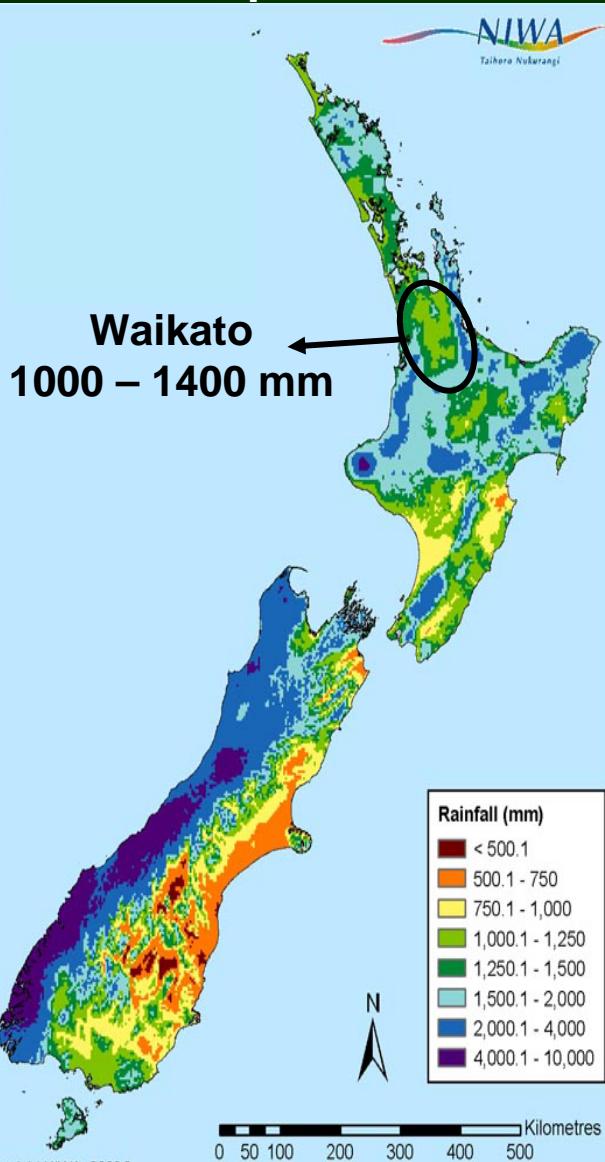 NIWA
Taihoro Nukurangi
Waikato
1000 – 1400 mm
Rainfall (mm)
< 500.1
500.1 - 750
750.1 - 1,000
1,000.1 - 1,250
1,250.1 - 1,500
1,500.1 - 2,000
2,000.1 - 4,000
4,000.1 - 10,000
N
Kilometres
0 50 100 200 300 400 500